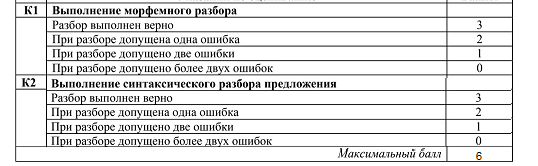 К1 Выполнение морфемного разбора
Разбор выполнен верно 3
При разборе допущена одна ошибка 2
При разборе допущено две ошибки 1
При разборе допущено более двух ошибок 0
К2 Выполнение синтаксического разбора предложения
Разбор выполнен верно 3
При разборе допущена одна ошибка 2
При разборе допущено две ошибки 1
При разборе допущено более двух ошибок 0
Максимальный балл 6